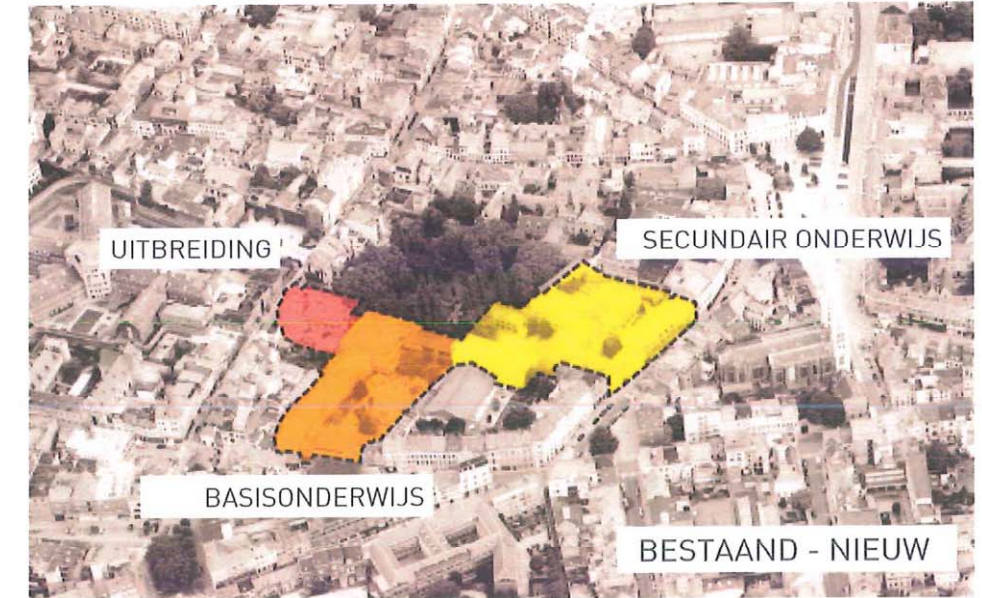 UITBREIDING
SECUNDAIR ONDERWIJS
BASISONDERWIJS
BESTAAND - NIEUW